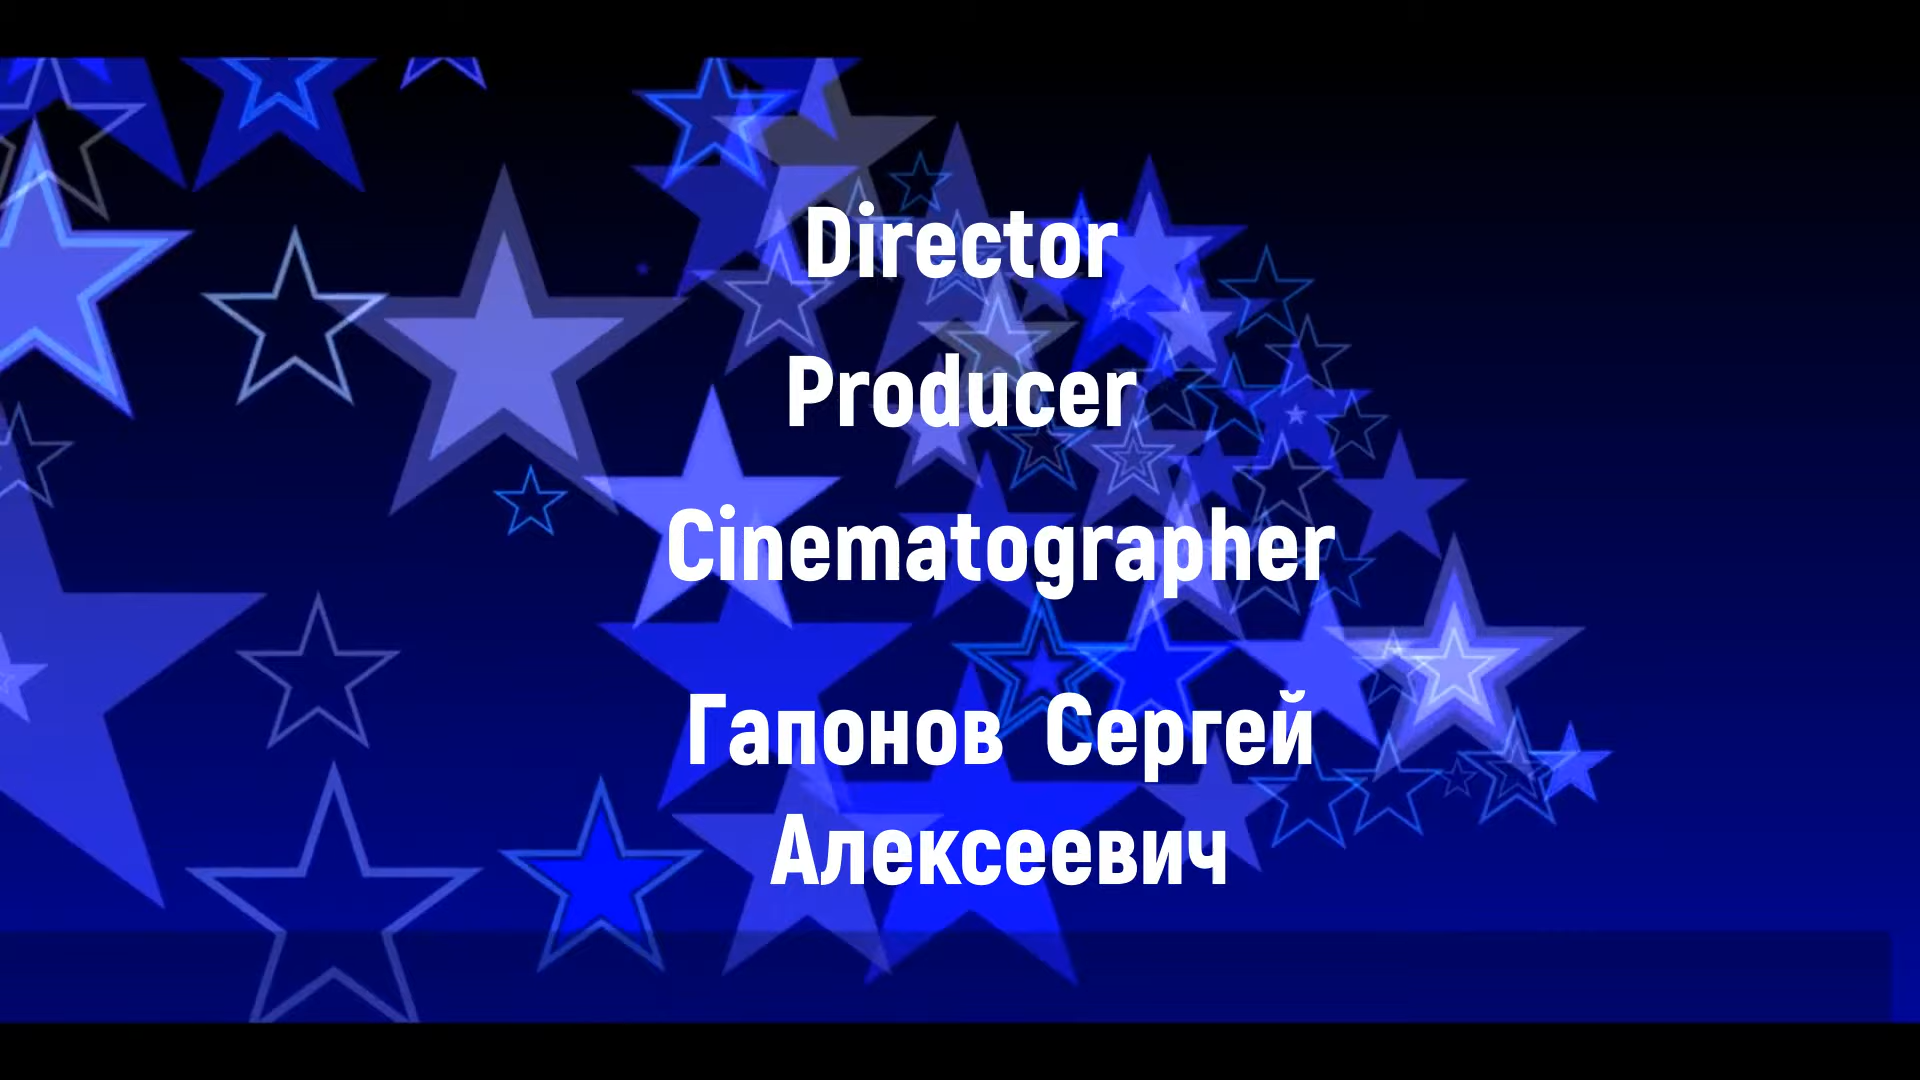 Director
Producer
Cinematographer
Гапонов Сергей
Алексеевич